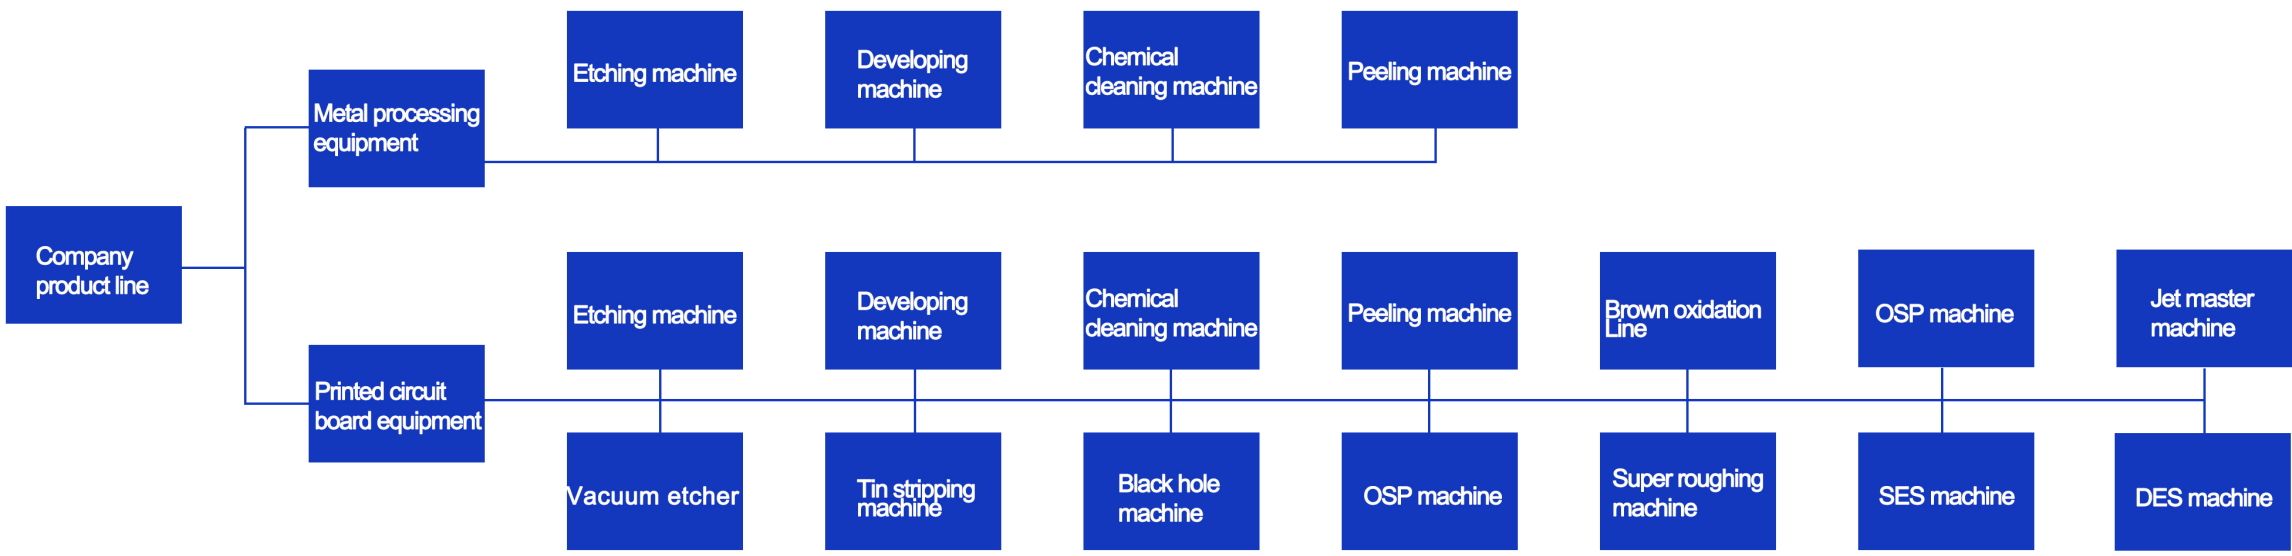 Company
product line
Metal processing
equipment
Etching machine
Developing
machine
Chemical
cleaning machine
Peeling machine
Printed circuit
board equipment
Etching machine
Developing
machine
Chemical
cleaning machine
Peeling machine
Brown oxidation
Line
OSP machine
Jet master
machine
Vacuum etcher
Tin stripping
machine
Black hole
machine
OSP machine
Super roughing
machine
SES machine
DES machine